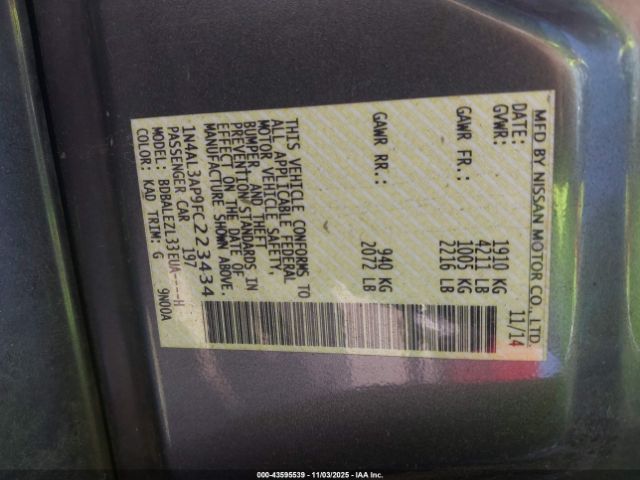 MFD BY NISSAN MOTOR CO., LTD.
DATE: 11/14
GVWR: 1910 KG
4211 LB
GAWR FR.: 1005 KG
2216 LB
GAWR RR.: 940 KG
2072 LB
THIS VEHICLE CONFORMS TO
ALL APPLICABLE FEDERAL
MOTOR VEHICLE SAFETY,
BUMPER, AND THEFT
PREVENTION STANDARDS IN
EFFECT ON THE DATE OF
MANUFACTURE SHOWN ABOVE.
1N4AL3AP9FC223434
PASSENGER CAR 197
MODEL: BDBALEZL33EUA----H
COLOR: KAD TRIM: G 9N00A
000-43595539 - 11/03/2025 - IAAcanada.iaai.com